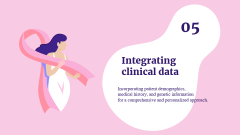 05
Integrating
clinical data
Incorporating patient demographics,
medical history, and genetic information
for a comprehensive and personalized approach.